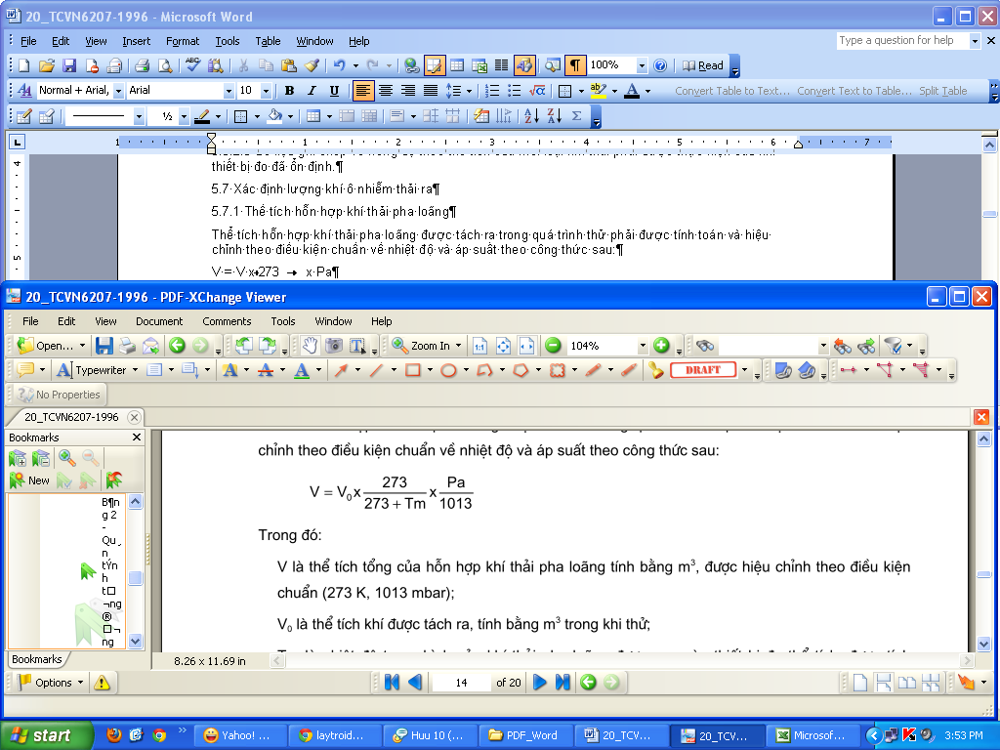 20_TCVN6207-1996 - Microsoft Word
File Edit View Insert Format Tools Table Window Help Type a question for help
100% Read
Normal + Arial, Arial 10 B I U Convert Table to Text... Convert Text to Table... Split Table
½
1 1 2 3 4 5 6 7
thiết·bị·đo·đã·ổn·định.¶
5.7·Xác·định·lượng·khí·ô·nhiễm·thải·ra¶
5.7.1·Thể·tích·hỗn·hợp·khí·thải·pha·loãng¶
Thể·tích·hỗn·hợp·khí·thải·pha·loãng·được·tách·ra·trong·quá·trình·thử·phải·được·tính·toán·và·hiệu·
chỉnh·theo·điều·kiện·chuẩn·về·nhiệt·độ·và·áp·suất·theo·công·thức·sau:¶
V·=·V·x·273 → x·Pa¶
20_TCVN6207-1996 - PDF-XChange Viewer
File Edit View Document Comments Tools Window Help
Open... Zoom In 104%
Typewriter DRAFT
No Properties
20_TCVN6207-1996
Bookmarks
New
B¶n
g 2
-
Qu
n
tÝn
h
t□
¬ng
®
□¬
ng
Bookmarks
chỉnh theo điều kiện chuẩn về nhiệt độ và áp suất theo công thức sau:
V = V₀x 273/(273 + Tm) x Pa/1013
Trong đó:
V là thể tích tổng của hỗn hợp khí thải pha loãng tính bằng m³, được hiệu chỉnh theo điều kiện
chuẩn (273 K, 1013 mbar);
V₀ là thể tích khí được tách ra, tính bằng m³ trong khi thử;
8.26 x 11.69 in
Options 14 of 20
start Yahoo! ... laytroid... Huu 10 (... PDF_Word 20_TCV... 20_TCV... Microsof... 3:53 PM